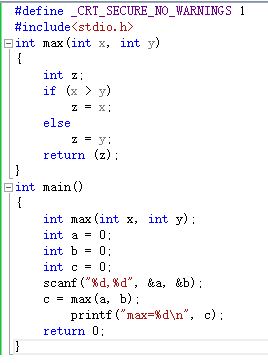 #define _CRT_SECURE_NO_WARNINGS 1
#include<stdio.h>
int max(int x, int y)
{
    int z;
    if (x > y)
        z = x;
    else
        z = y;
    return (z);
}
int main()
{
    int max(int x, int y);
    int a = 0;
    int b = 0;
    int c = 0;
    scanf("%d,%d", &a, &b);
    c = max(a, b);
        printf("max=%d\n", c);
    return 0;
}